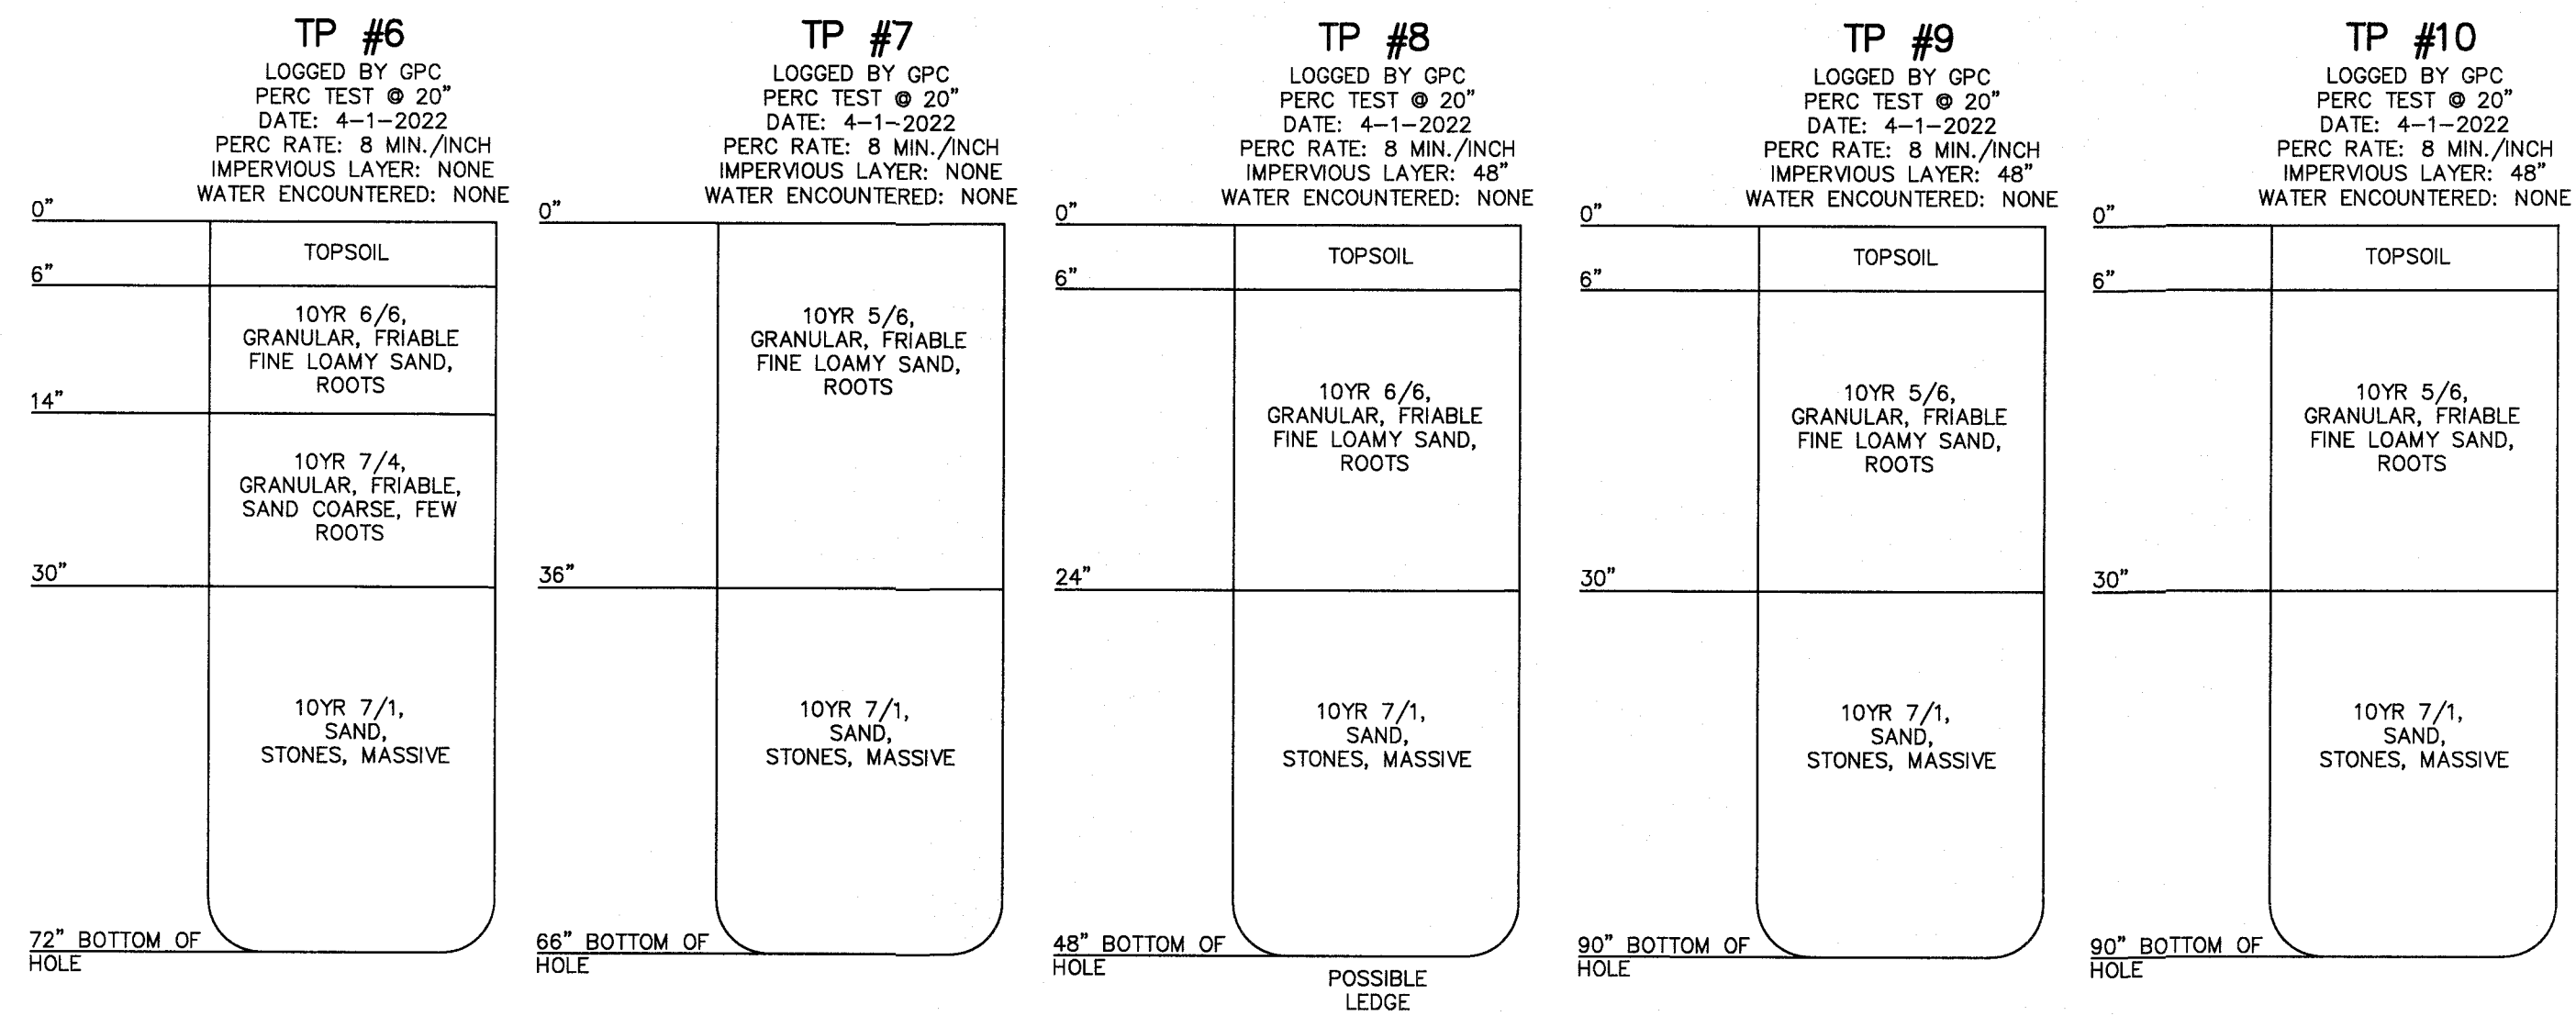 TP #6
LOGGED BY GPC
PERC TEST @ 20"
DATE: 4-1-2022
PERC RATE: 8 MIN./INCH
IMPERVIOUS LAYER: NONE
WATER ENCOUNTERED: NONE
0"
TOPSOIL
6"
10YR 6/6,
GRANULAR, FRIABLE
FINE LOAMY SAND,
ROOTS
14"
10YR 7/4,
GRANULAR, FRIABLE,
SAND COARSE, FEW
ROOTS
30"
10YR 7/1,
SAND,
STONES, MASSIVE
72" BOTTOM OF
HOLE
TP #7
LOGGED BY GPC
PERC TEST @ 20"
DATE: 4-1-2022
PERC RATE: 8 MIN./INCH
IMPERVIOUS LAYER: NONE
WATER ENCOUNTERED: NONE
0"
10YR 5/6,
GRANULAR, FRIABLE
FINE LOAMY SAND,
ROOTS
36"
10YR 7/1,
SAND,
STONES, MASSIVE
66" BOTTOM OF
HOLE
TP #8
LOGGED BY GPC
PERC TEST @ 20"
DATE: 4-1-2022
PERC RATE: 8 MIN./INCH
IMPERVIOUS LAYER: 48"
WATER ENCOUNTERED: NONE
0"
TOPSOIL
6"
10YR 6/6,
GRANULAR, FRIABLE
FINE LOAMY SAND,
ROOTS
24"
10YR 7/1,
SAND,
STONES, MASSIVE
48" BOTTOM OF
HOLE
POSSIBLE
LEDGE
TP #9
LOGGED BY GPC
PERC TEST @ 20"
DATE: 4-1-2022
PERC RATE: 8 MIN./INCH
IMPERVIOUS LAYER: 48"
WATER ENCOUNTERED: NONE
0"
TOPSOIL
6"
10YR 5/6,
GRANULAR, FRIABLE
FINE LOAMY SAND,
ROOTS
30"
10YR 7/1,
SAND,
STONES, MASSIVE
90" BOTTOM OF
HOLE
TP #10
LOGGED BY GPC
PERC TEST @ 20"
DATE: 4-1-2022
PERC RATE: 8 MIN./INCH
IMPERVIOUS LAYER: 48"
WATER ENCOUNTERED: NONE
0"
TOPSOIL
6"
10YR 5/6,
GRANULAR, FRIABLE
FINE LOAMY SAND,
ROOTS
30"
10YR 7/1,
SAND,
STONES, MASSIVE
90" BOTTOM OF
HOLE